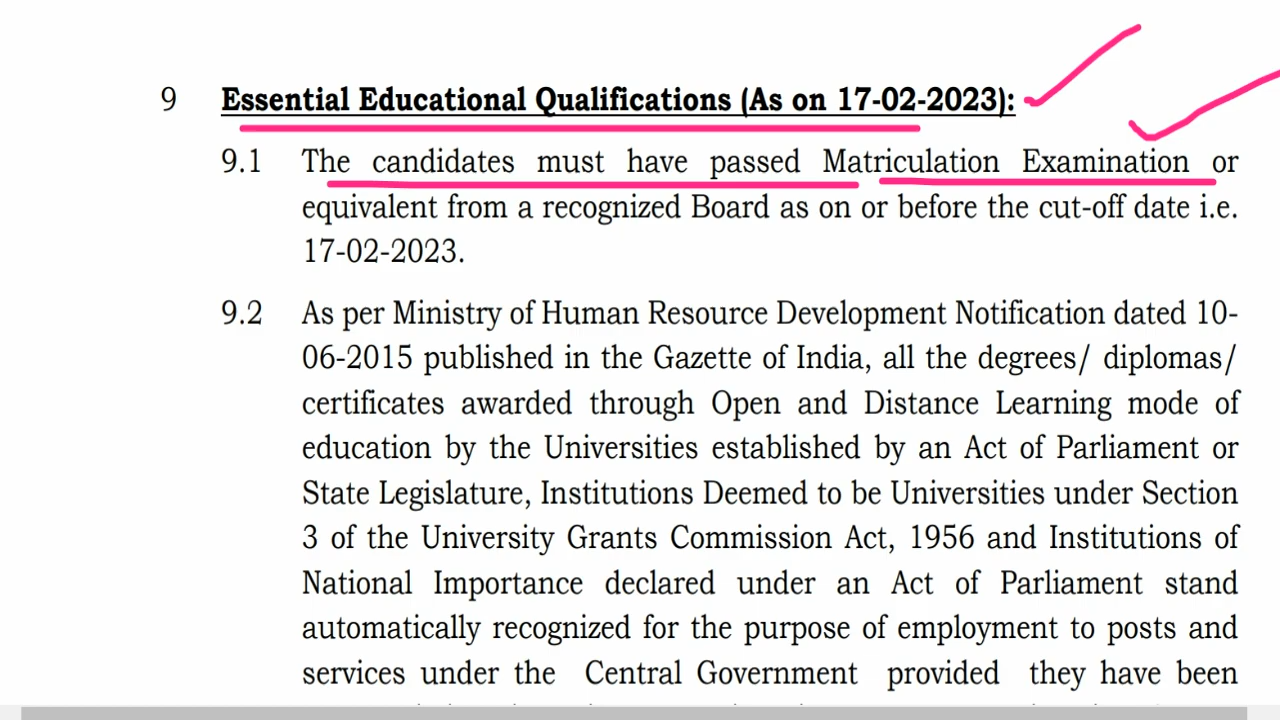 9 Essential Educational Qualifications (As on 17-02-2023):
9.1 The candidates must have passed Matriculation Examination or
equivalent from a recognized Board as on or before the cut-off date i.e.
17-02-2023.
9.2 As per Ministry of Human Resource Development Notification dated 10-
06-2015 published in the Gazette of India, all the degrees/ diplomas/
certificates awarded through Open and Distance Learning mode of
education by the Universities established by an Act of Parliament or
State Legislature, Institutions Deemed to be Universities under Section
3 of the University Grants Commission Act, 1956 and Institutions of
National Importance declared under an Act of Parliament stand
automatically recognized for the purpose of employment to posts and
services under the Central Government provided they have been